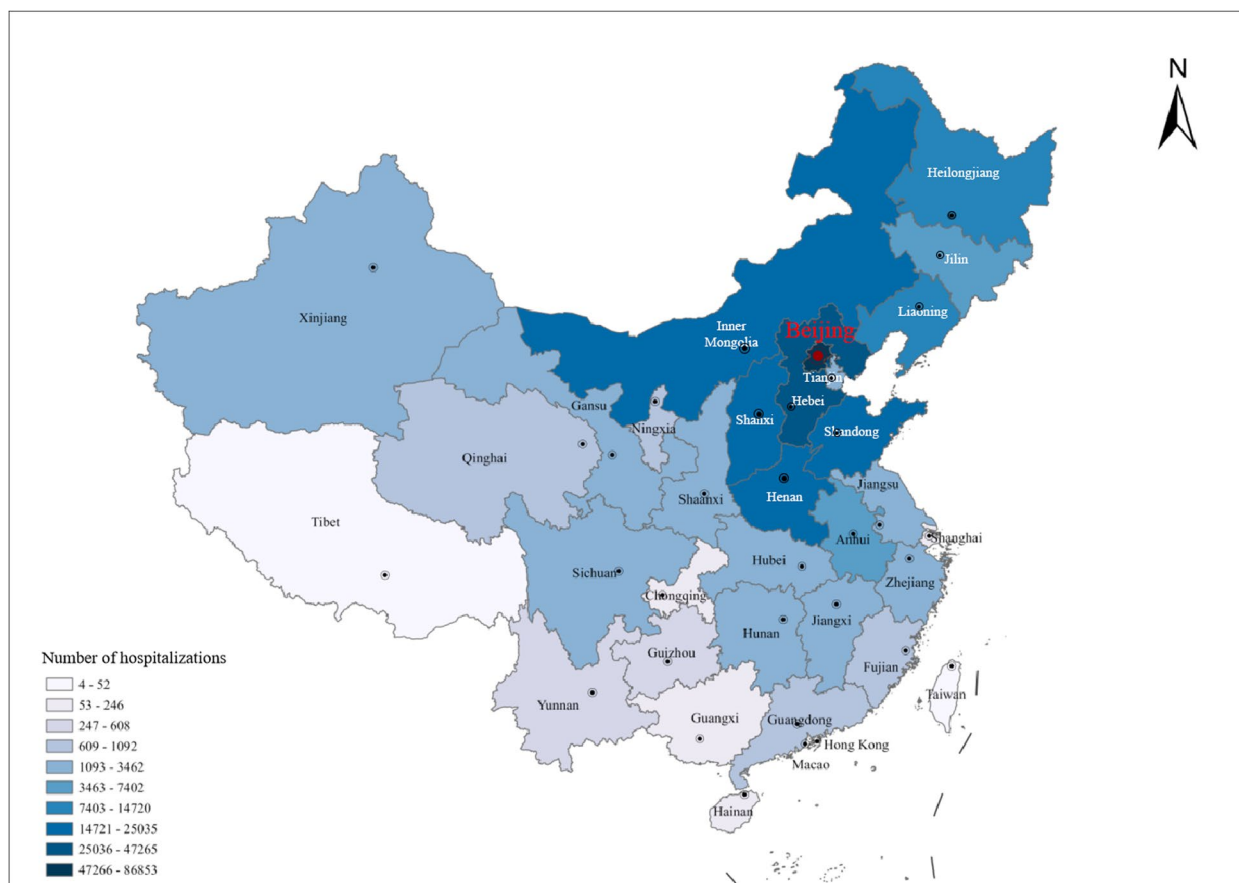 N
Heilongjiang
Jilin
Liaoning
Xinjiang
Inner
Mongolia
Beijing
Tianjin
Hebei
Gansu
Ningxia
Shanxi
Shandong
Qinghai
Shaanxi
Henan
Jiangsu
Tibet
Anhui
Shanghai
Sichuan
Hubei
Zhejiang
Chongqing
Hunan
Jiangxi
Guizhou
Fujian
Yunnan
Guangxi
Guangdong
Taiwan
Hong Kong
Macao
Hainan
Number of hospitalizations
4 - 52
53 - 246
247 - 608
609 - 1092
1093 - 3462
3463 - 7402
7403 - 14720
14721 - 25035
25036 - 47265
47266 - 86853